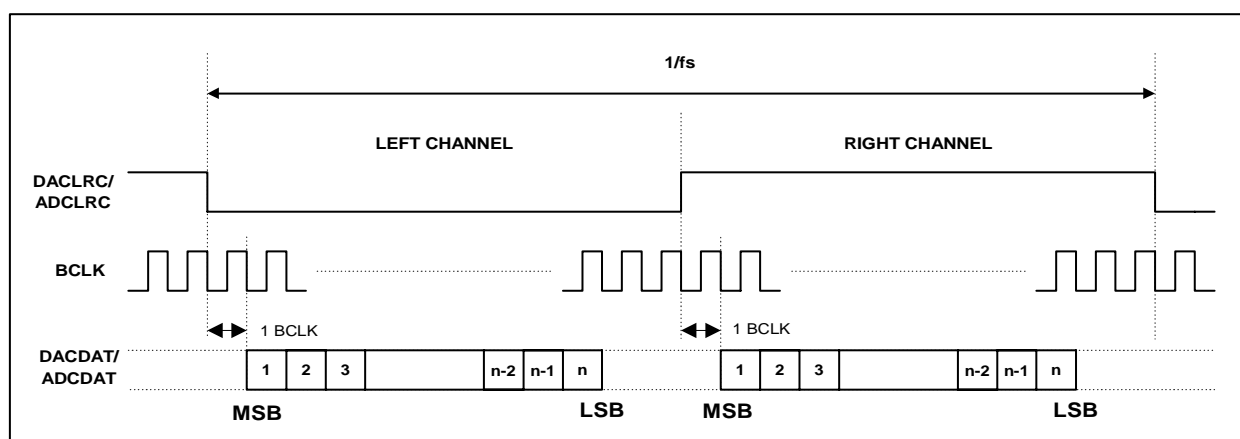 1/fs
LEFT CHANNEL RIGHT CHANNEL
DACLRC/
ADCLRC
BCLK
1 BCLK 1 BCLK
DACDAT/
ADCDAT
1 2 3 n-2 n-1 n 1 2 3 n-2 n-1 n
MSB LSB MSB LSB